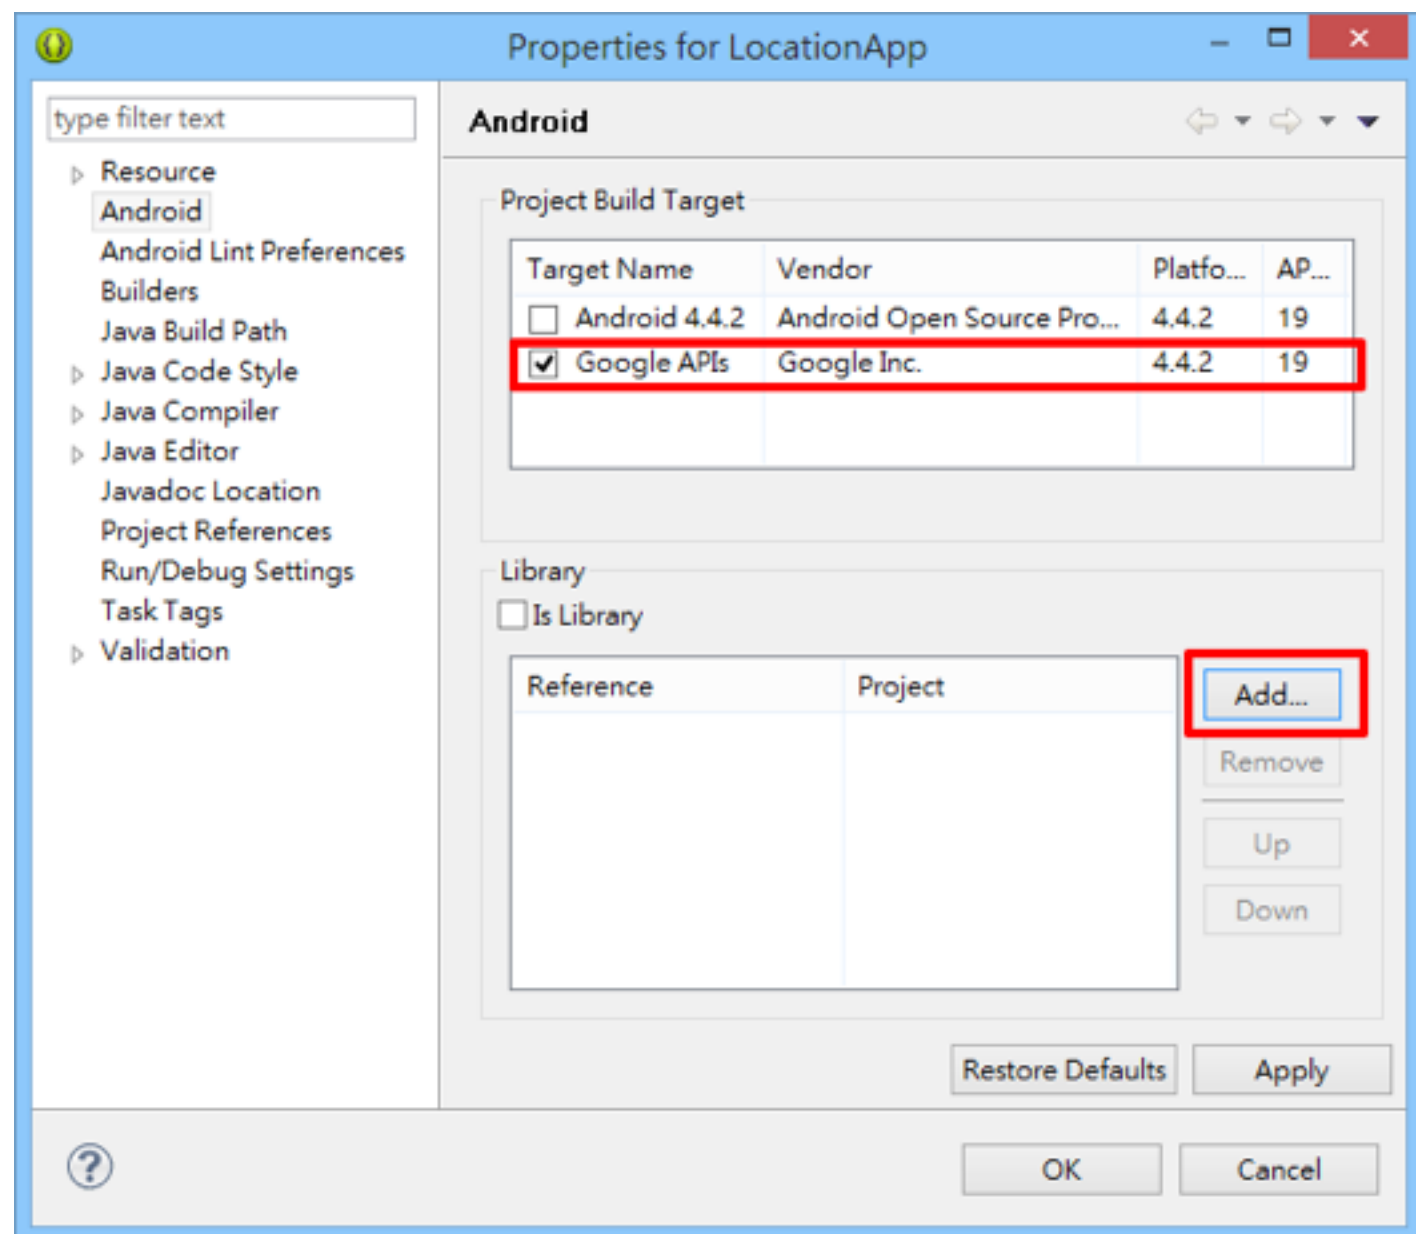 Properties for LocationApp
type filter text
Resource
Android
Android Lint Preferences
Builders
Java Build Path
Java Code Style
Java Compiler
Java Editor
Javadoc Location
Project References
Run/Debug Settings
Task Tags
Validation
Android
Project Build Target
Target Name Vendor Platfo... AP...
Android 4.4.2 Android Open Source Pro... 4.4.2 19
Google APIs Google Inc. 4.4.2 19
Library
Is Library
Reference Project
Add...
Remove
Up
Down
Restore Defaults Apply
? OK Cancel